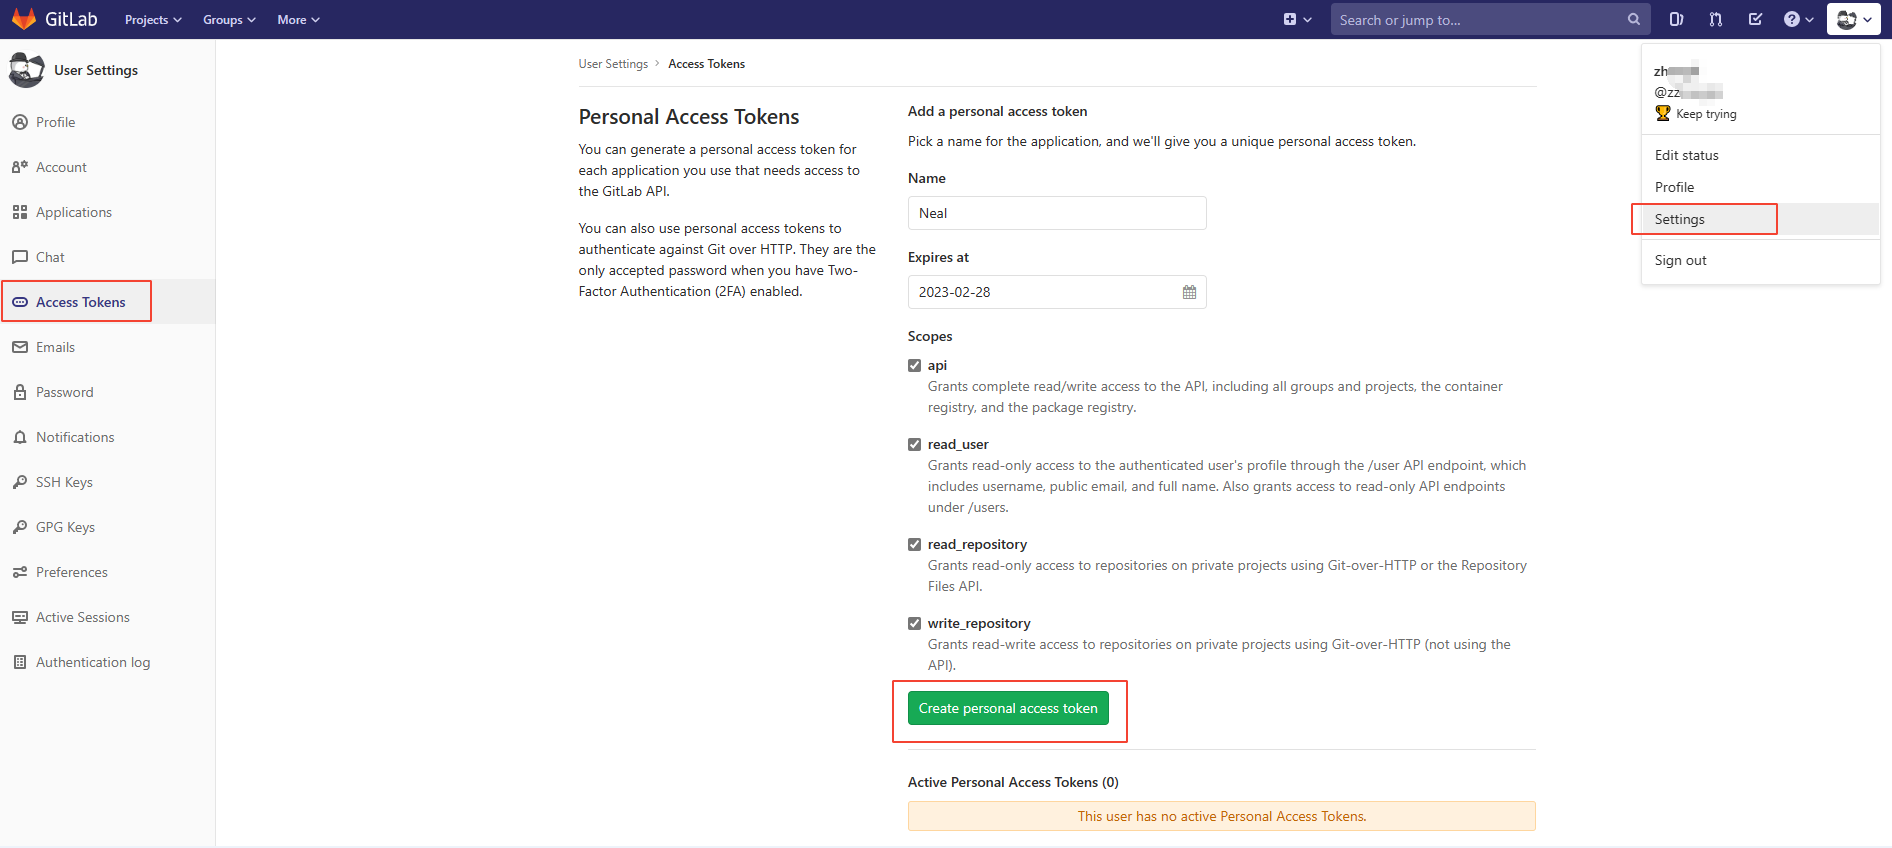 GitLab Projects Groups More Search or jump to...
User Settings
Profile
Account
Applications
Chat
Access Tokens
Emails
Password
Notifications
SSH Keys
GPG Keys
Preferences
Active Sessions
Authentication log
User Settings › Access Tokens
Personal Access Tokens
You can generate a personal access token for
each application you use that needs access to
the GitLab API.
You can also use personal access tokens to
authenticate against Git over HTTP. They are the
only accepted password when you have Two-
Factor Authentication (2FA) enabled.
Add a personal access token
Pick a name for the application, and we'll give you a unique personal access token.
Name
Neal
Expires at
2023-02-28
Scopes
api
Grants complete read/write access to the API, including all groups and projects, the container
registry, and the package registry.
read_user
Grants read-only access to the authenticated user's profile through the /user API endpoint, which
includes username, public email, and full name. Also grants access to read-only API endpoints
under /users.
read_repository
Grants read-only access to repositories on private projects using Git-over-HTTP or the Repository
Files API.
write_repository
Grants read-write access to repositories on private projects using Git-over-HTTP (not using the
API).
Create personal access token
Active Personal Access Tokens (0)
This user has no active Personal Access Tokens.
Keep trying
Edit status
Profile
Settings
Sign out